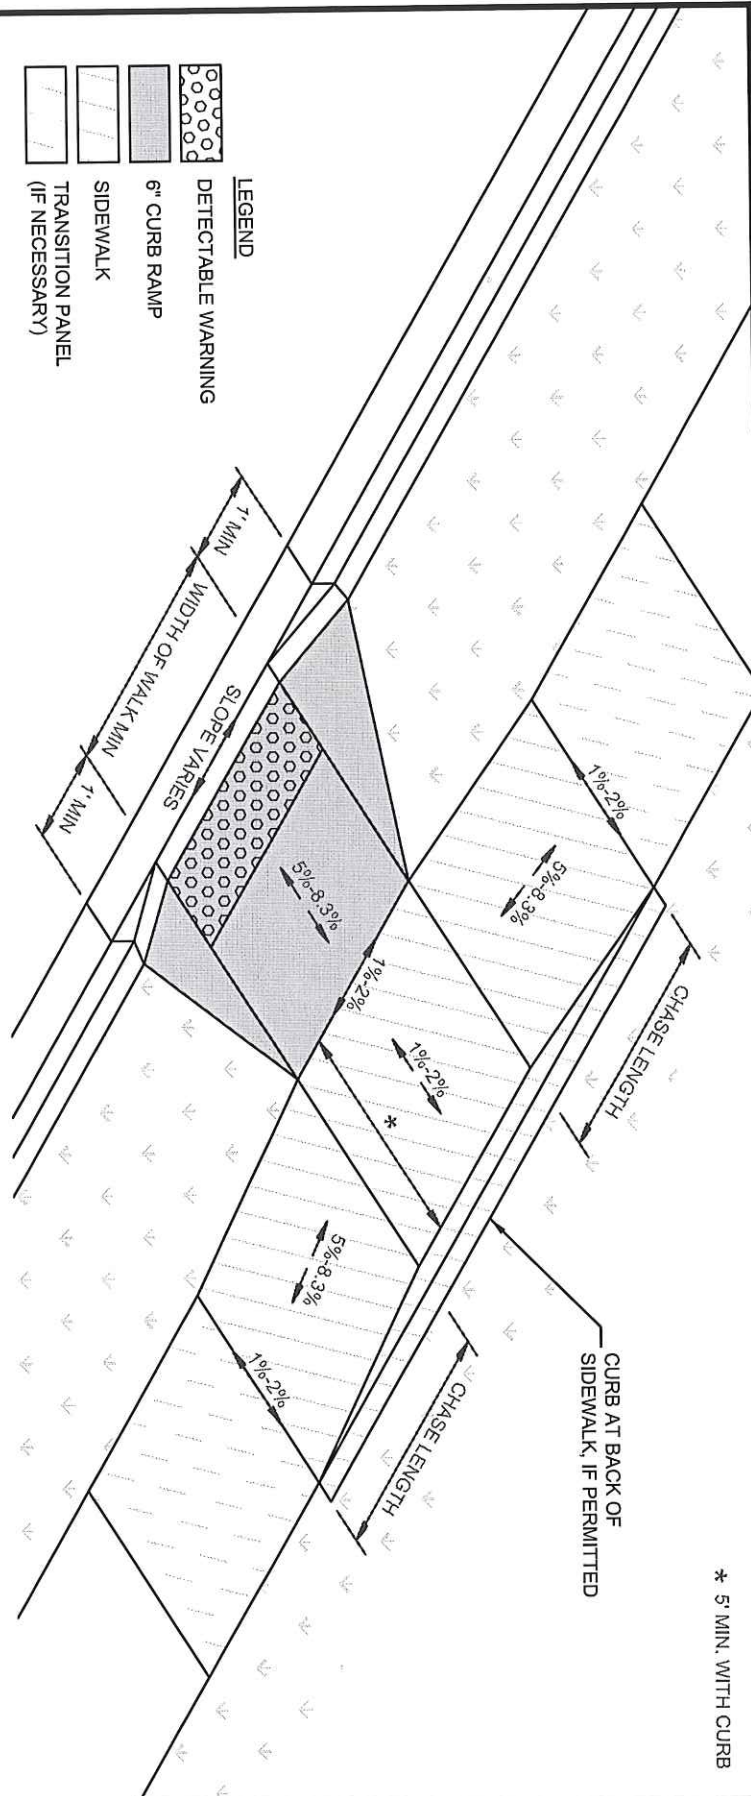 * 5' MIN. WITH CURB
CURB AT BACK OF
SIDEWALK, IF PERMITTED
CHASE LENGTH
CHASE LENGTH
1%-2%
5%-8.3%
1%-2%
1%-2%
*
5%-8.3%
1%-2%
5%-8.3%
SLOPE VARIES
1' MIN
WIDTH OF WALK MIN
1' MIN
LEGEND
DETECTABLE WARNING
6" CURB RAMP
SIDEWALK
TRANSITION PANEL
(IF NECESSARY)